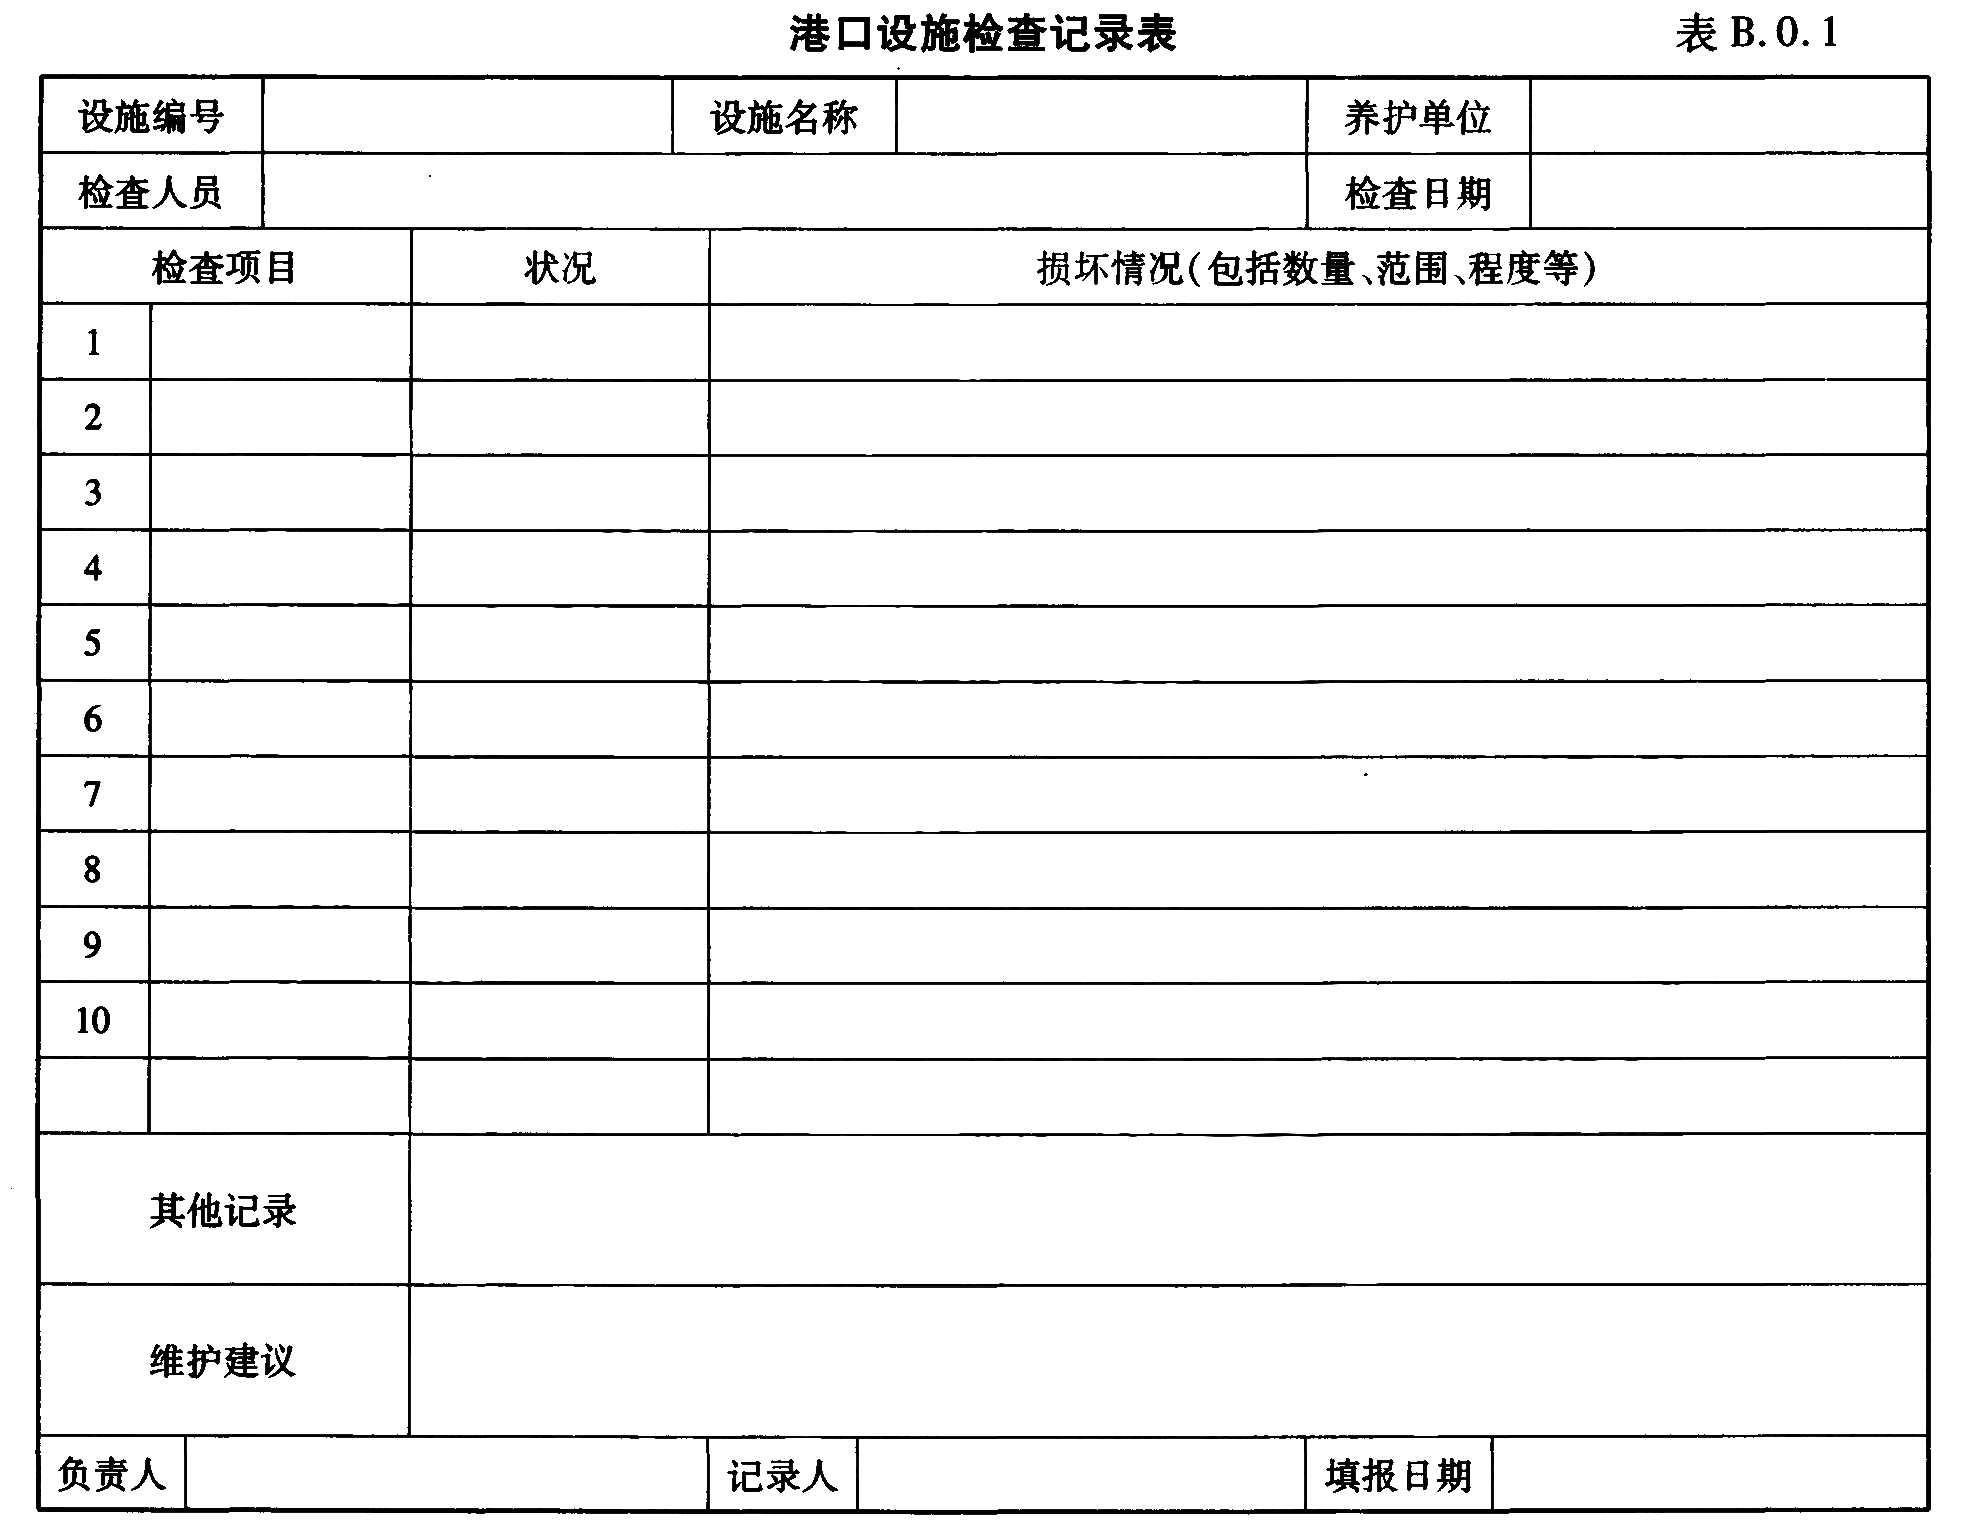 港口设施检查记录表 表 B.0.1
设施编号 设施名称 养护单位
检查人员 检查日期
检查项目 状况 损坏情况(包括数量、范围、程度等)
1
2
3
4
5
6
7
8
9
10
其他记录
维护建议
负责人 记录人 填报日期